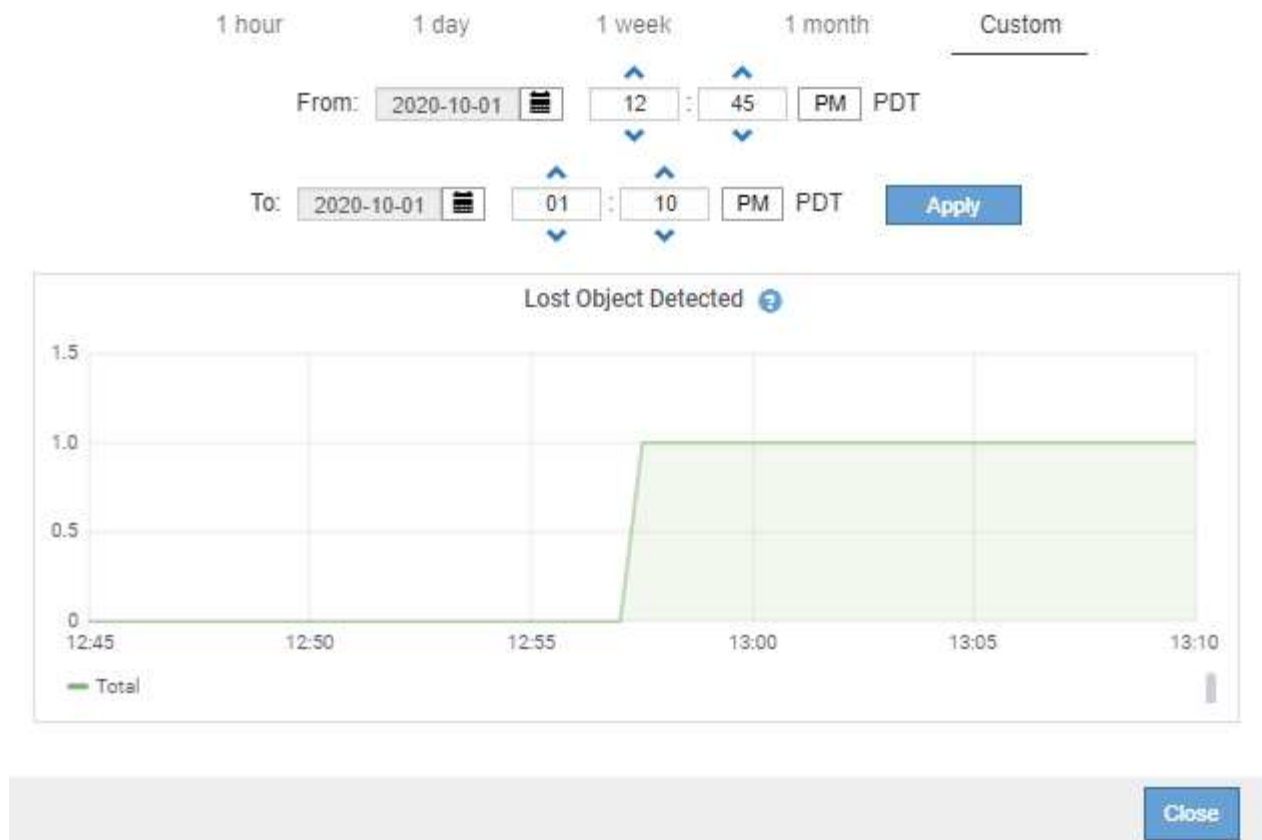 1 hour 1 day 1 week 1 month Custom
From: 2020-10-01 12 : 45 PM PDT
To: 2020-10-01 01 : 10 PM PDT Apply
Lost Object Detected ?
1.5
1.0
0.5
0
12:45 12:50 12:55 13:00 13:05 13:10
Total
Close